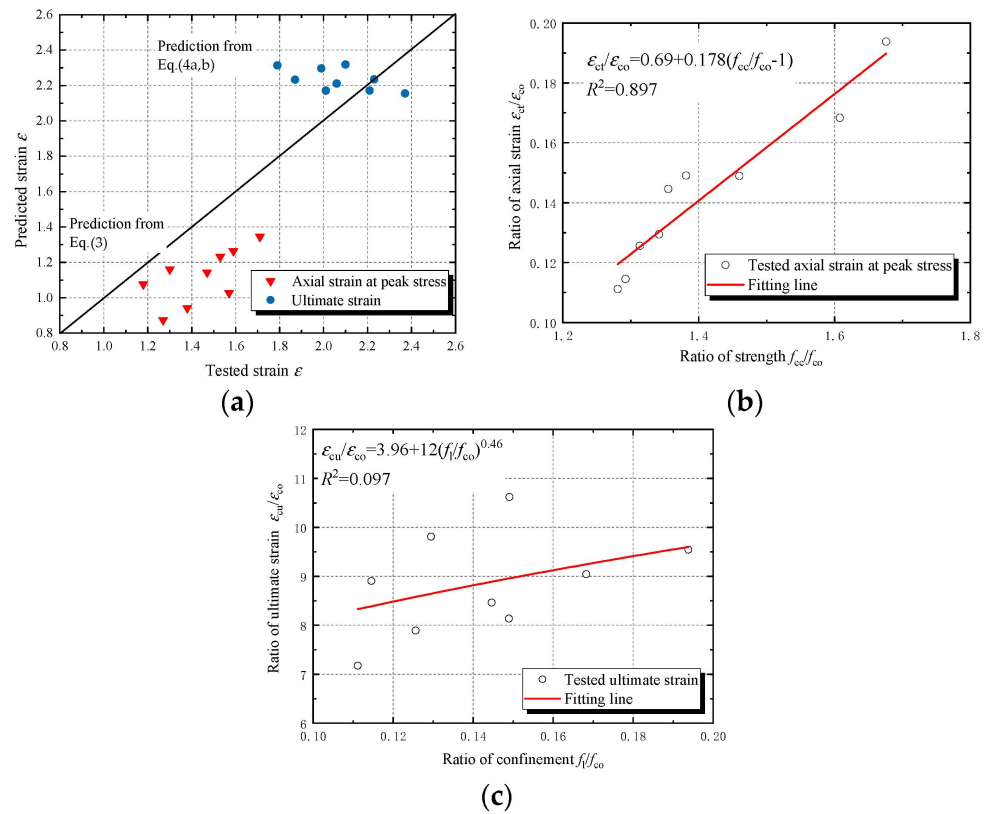 2.6
2.4
2.2
2.0
1.8
1.6
1.4
1.2
1.0
0.8
Predicted strain ε
Prediction from
Eq.(4a,b)
Prediction from
Eq.(3)
Axial strain at peak stress
Ultimate strain
0.8 1.0 1.2 1.4 1.6 1.8 2.0 2.2 2.4 2.6
Tested strain ε
(a)
0.20
0.18
0.16
0.14
0.12
0.10
Ratio of axial strain εct/εco
εct/εco=0.69+0.178(fcc/fco-1)
R²=0.897
Tested axial strain at peak stress
Fitting line
1.2 1.4 1.6 1.8
Ratio of strength fcc/fco
(b)
12
11
10
9
8
7
6
Ratio of ultimate strain εcu/εco
εcu/εco=3.96+12(fl/fco)^0.46
R²=0.097
Tested ultimate strain
Fitting line
0.10 0.12 0.14 0.16 0.18 0.20
Ratio of confinement fl/fco
(c)